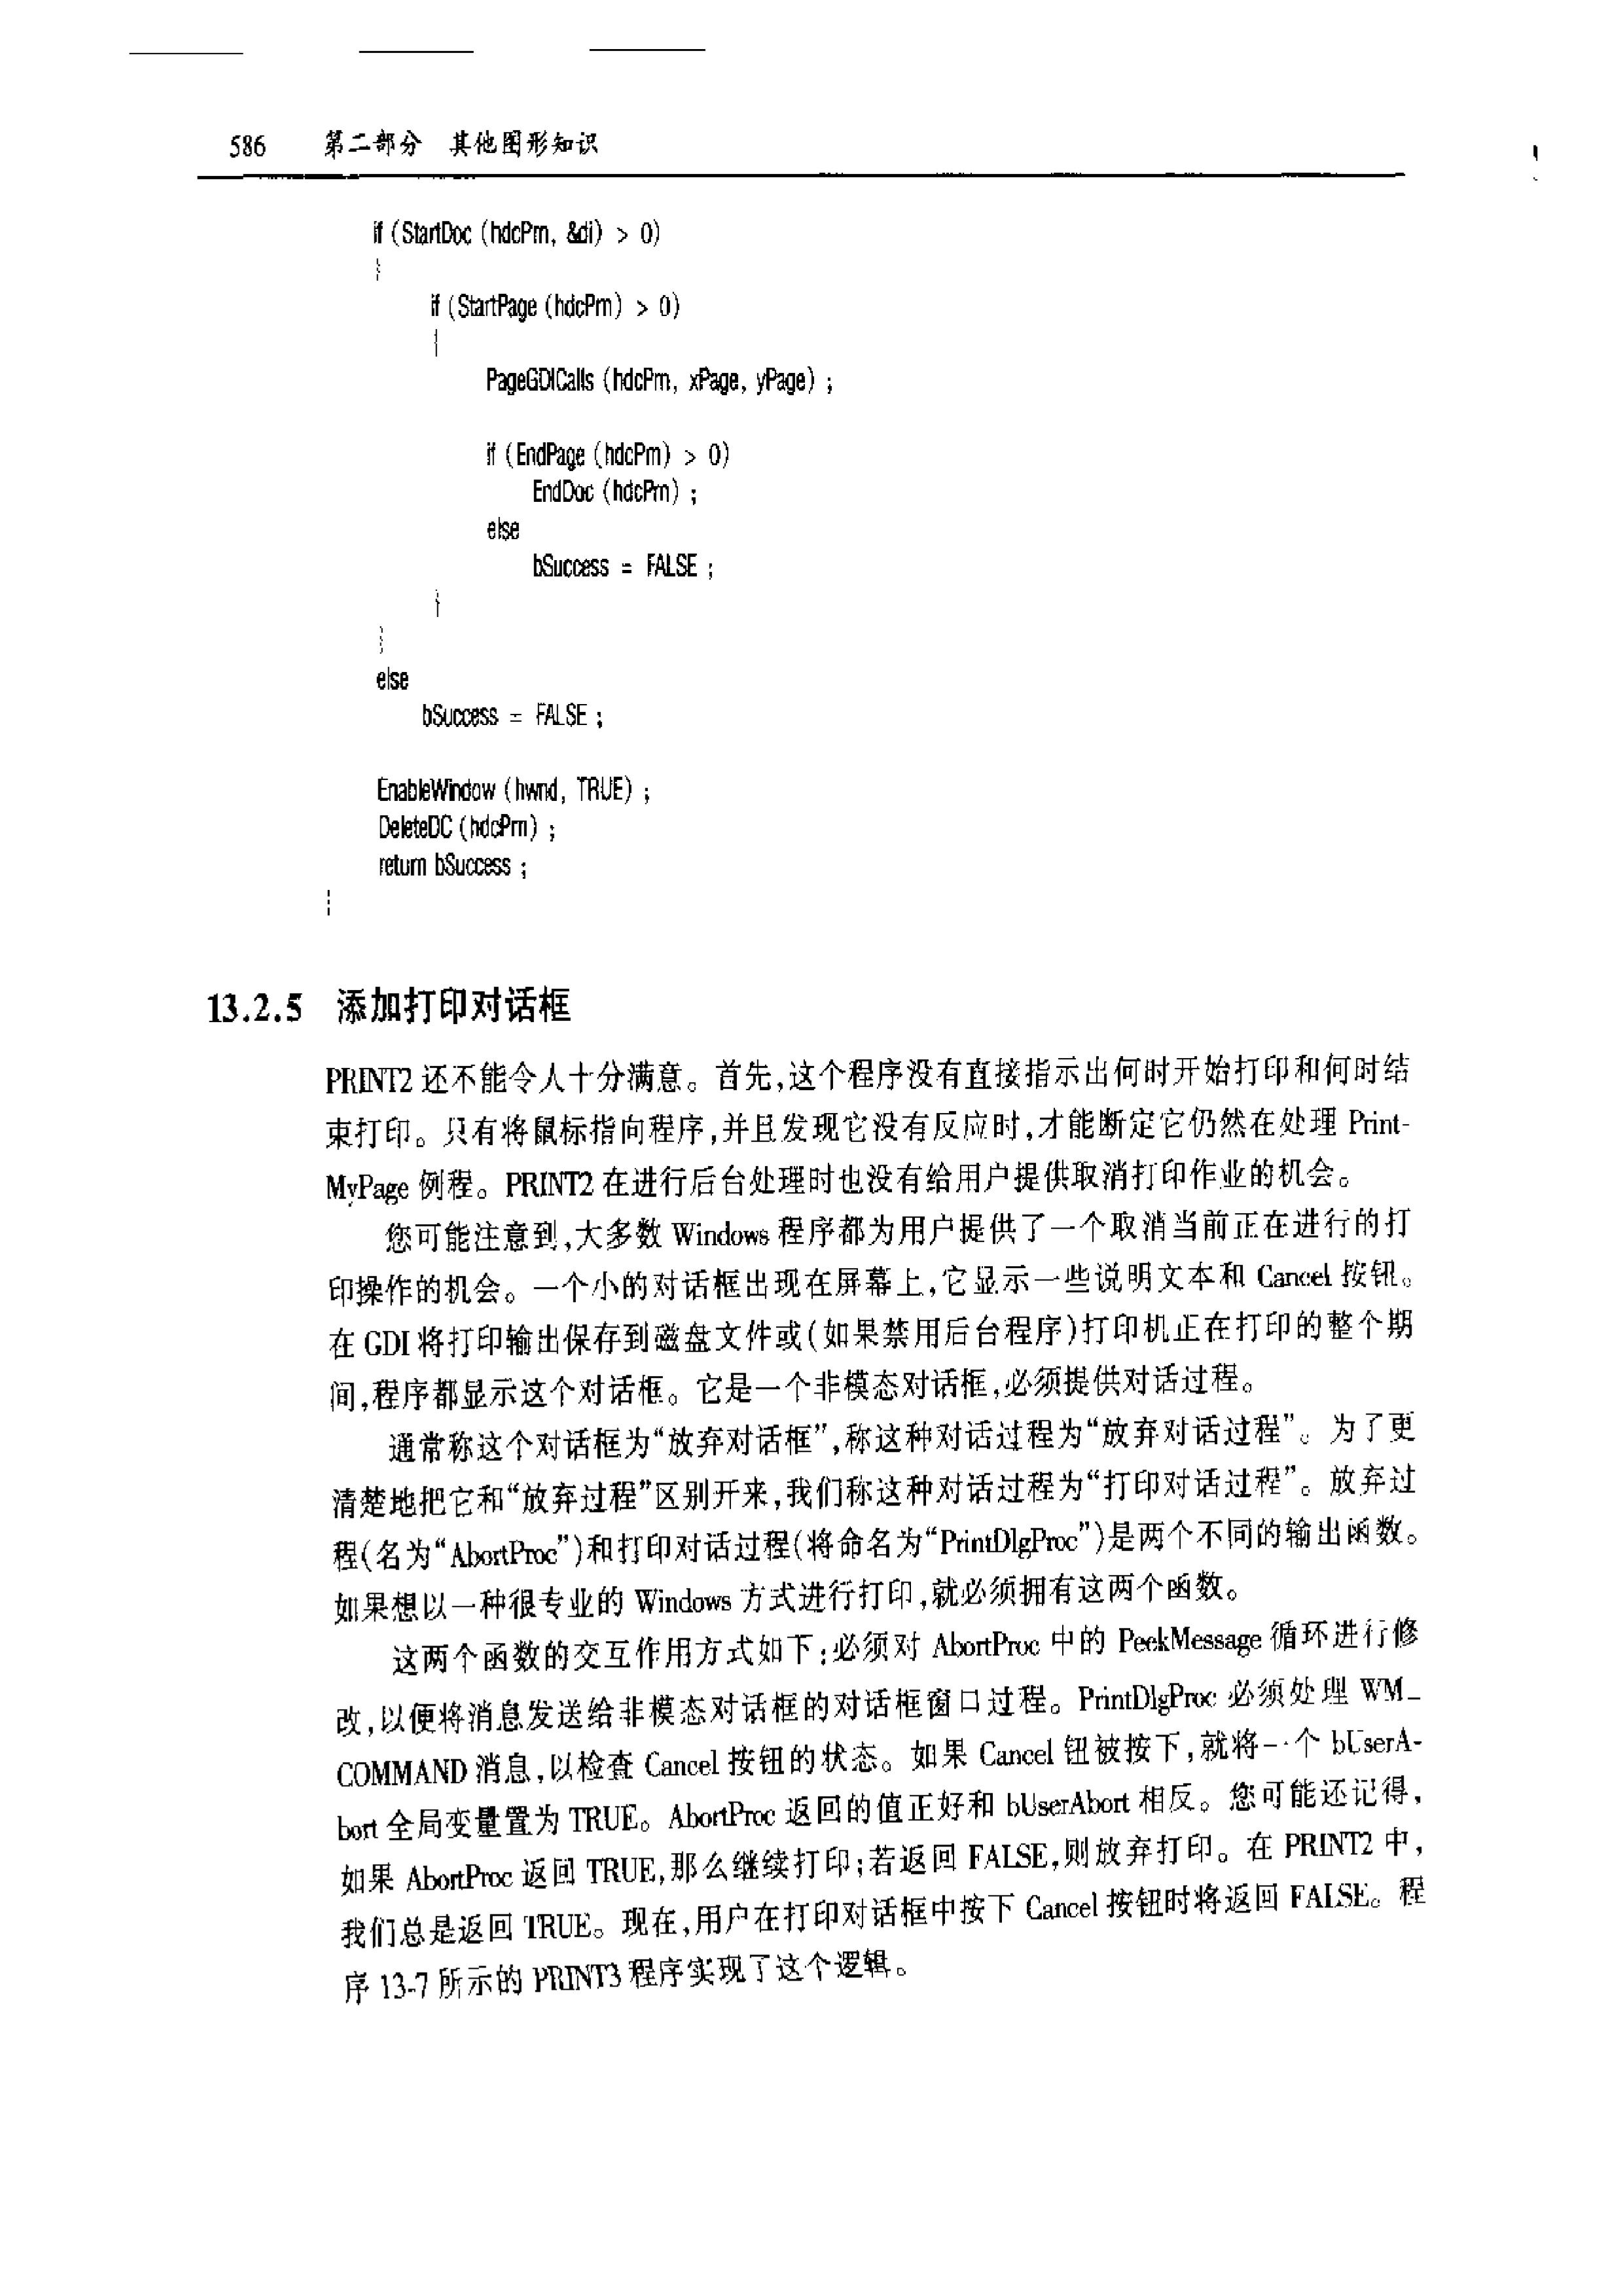 586 第二部分 其他图形知识
if (StartDoc (hdcPrn, &di) > 0)
{
if (StartPage (hdcPrn) > 0)
{
PageGDICalls (hdcPrn, xPage, yPage) ;
if (EndPage (hdcPrn) > 0)
EndDoc (hdcPrn) ;
else
bSuccess = FALSE ;
}
}
else
bSuccess = FALSE ;
EnableWindow (hwnd, TRUE) ;
DeleteDC (hdcPrn) ;
return bSuccess ;
}
13.2.5 添加打印对话框
PRINT2 还不能令人十分满意。首先,这个程序没有直接指示出何时开始打印和何时结
束打印。只有将鼠标指向程序,并且发现它没有反应时,才能断定它仍然在处理 Print-
MyPage 例程。PRINT2 在进行后台处理时也没有给用户提供取消打印作业的机会。
您可能注意到,大多数 Windows 程序都为用户提供了一个取消当前正在进行的打
印操作的机会。一个小的对话框出现在屏幕上,它显示一些说明文本和 Cancel 按钮。
在 GDI 将打印输出保存到磁盘文件或(如果禁用后台程序)打印机正在打印的整个期
间,程序都显示这个对话框。它是一个非模态对话框,必须提供对话过程。
通常称这个对话框为“放弃对话框”,称这种对话过程为“放弃对话过程”。为了更
清楚地把它和“放弃过程”区别开来,我们称这种对话过程为“打印对话过程”。放弃过
程(名为“AbortProc”)和打印对话过程(将命名为“PrintDlgProc”)是两个不同的输出函数。
如果想以一种很专业的 Windows 方式进行打印,就必须拥有这两个函数。
这两个函数的交互作用方式如下:必须对 AbortProc 中的 PeekMessage 循环进行修
改,以便将消息发送给非模态对话框的对话框窗口过程。PrintDlgProc 必须处理 WM_
COMMAND 消息,以检查 Cancel 按钮的状态。如果 Cancel 钮被按下,就将一个 bUserA-
bort 全局变量置为 TRUE。AbortProc 返回的值正好和 bUserAbort 相反。您可能还记得,
如果 AbortProc 返回 TRUE,那么继续打印;若返回 FALSE,则放弃打印。在 PRINT2 中,
我们总是返回 TRUE。现在,用户在打印对话框中按下 Cancel 按钮时将返回 FALSE。程
序 13-7 所示的 PRINT3 程序实现了这个逻辑。